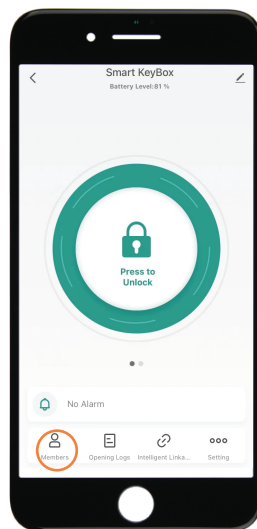 Smart KeyBox
Battery Level:81 %
Press to
Unlock
No Alarm
Members
Opening Logs
Intelligent Linka...
Setting